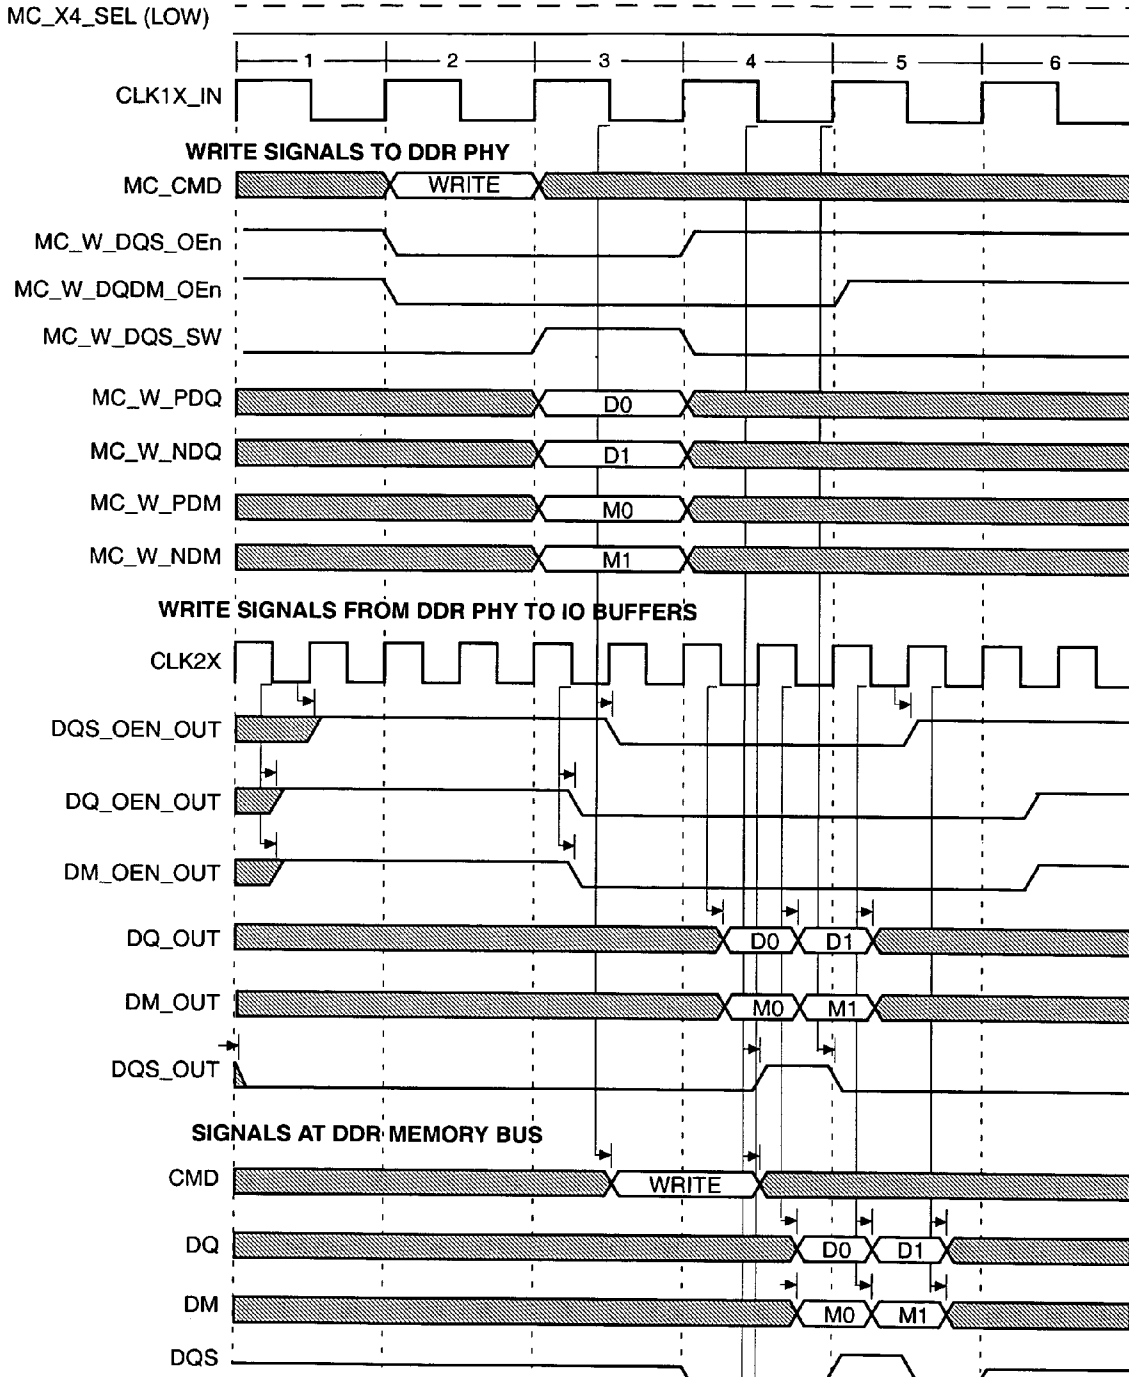 MC_X4_SEL (LOW)
1 2 3 4 5 6
CLK1X_IN
WRITE SIGNALS TO DDR PHY
MC_CMD WRITE
MC_W_DQS_OEn
MC_W_DQDM_OEn
MC_W_DQS_SW
MC_W_PDQ D0
MC_W_NDQ D1
MC_W_PDM M0
MC_W_NDM M1
WRITE SIGNALS FROM DDR PHY TO IO BUFFERS
CLK2X
DQS_OEN_OUT
DQ_OEN_OUT
DM_OEN_OUT
DQ_OUT D0 D1
DM_OUT M0 M1
DQS_OUT
SIGNALS AT DDR MEMORY BUS
CMD WRITE
DQ D0 D1
DM M0 M1
DQS